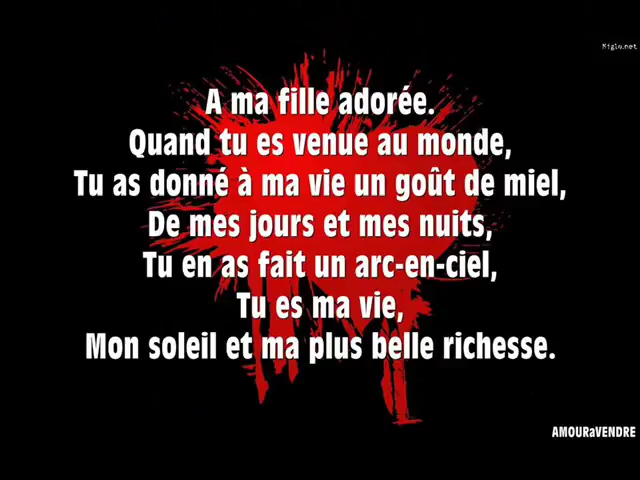 Niglo.net
A ma fille adorée.
Quand tu es venue au monde,
Tu as donné à ma vie un goût de miel,
De mes jours et mes nuits,
Tu en as fait un arc-en-ciel,
Tu es ma vie,
Mon soleil et ma plus belle richesse.
AMOURaVENDRE